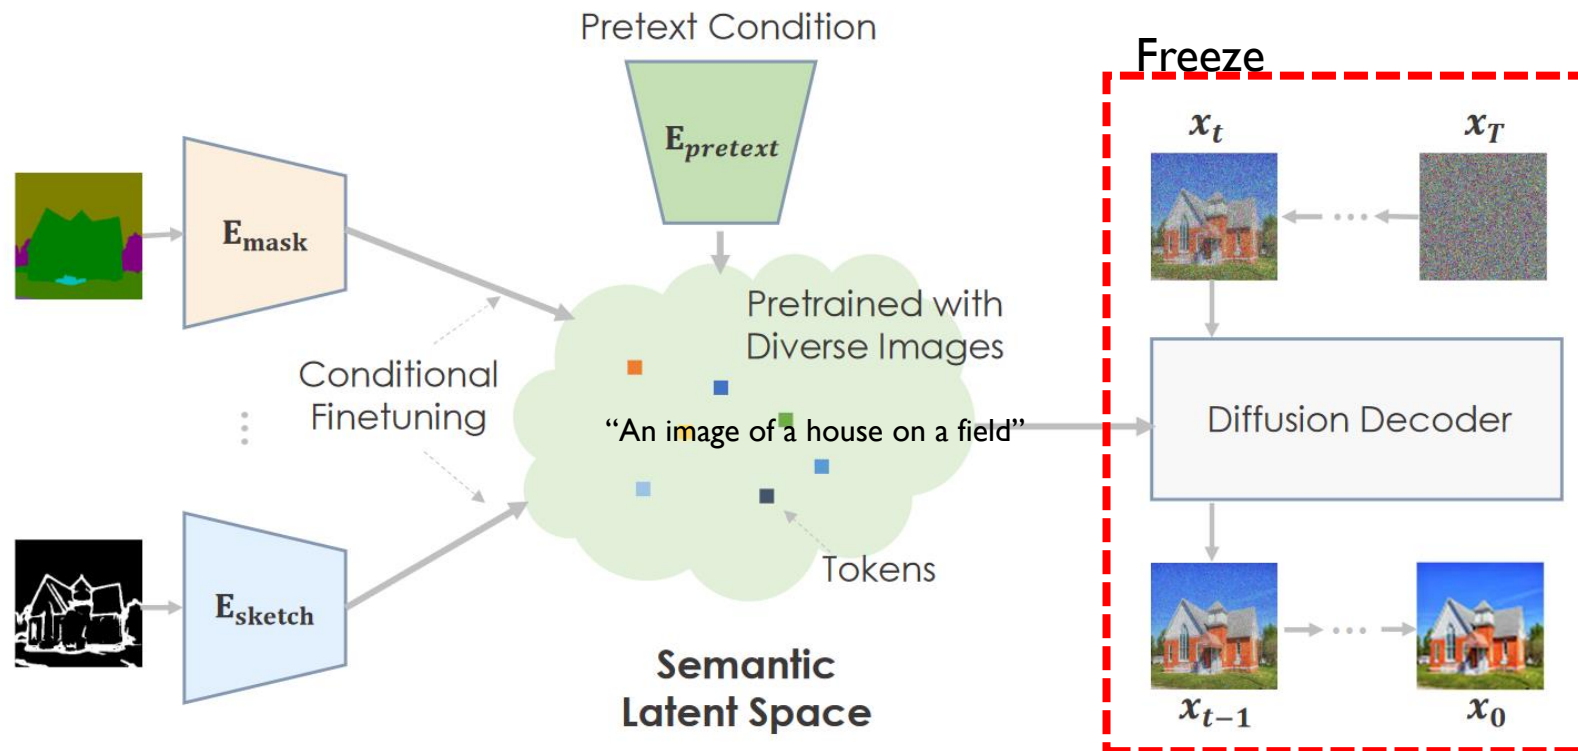 Pretext Condition
Freeze
E_pretext
x_t
x_T
E_mask
Pretrained with
Diverse Images
Conditional
Finetuning
“An image of a house on a field”
Diffusion Decoder
Tokens
E_sketch
Semantic
Latent Space
x_{t−1}
x_0